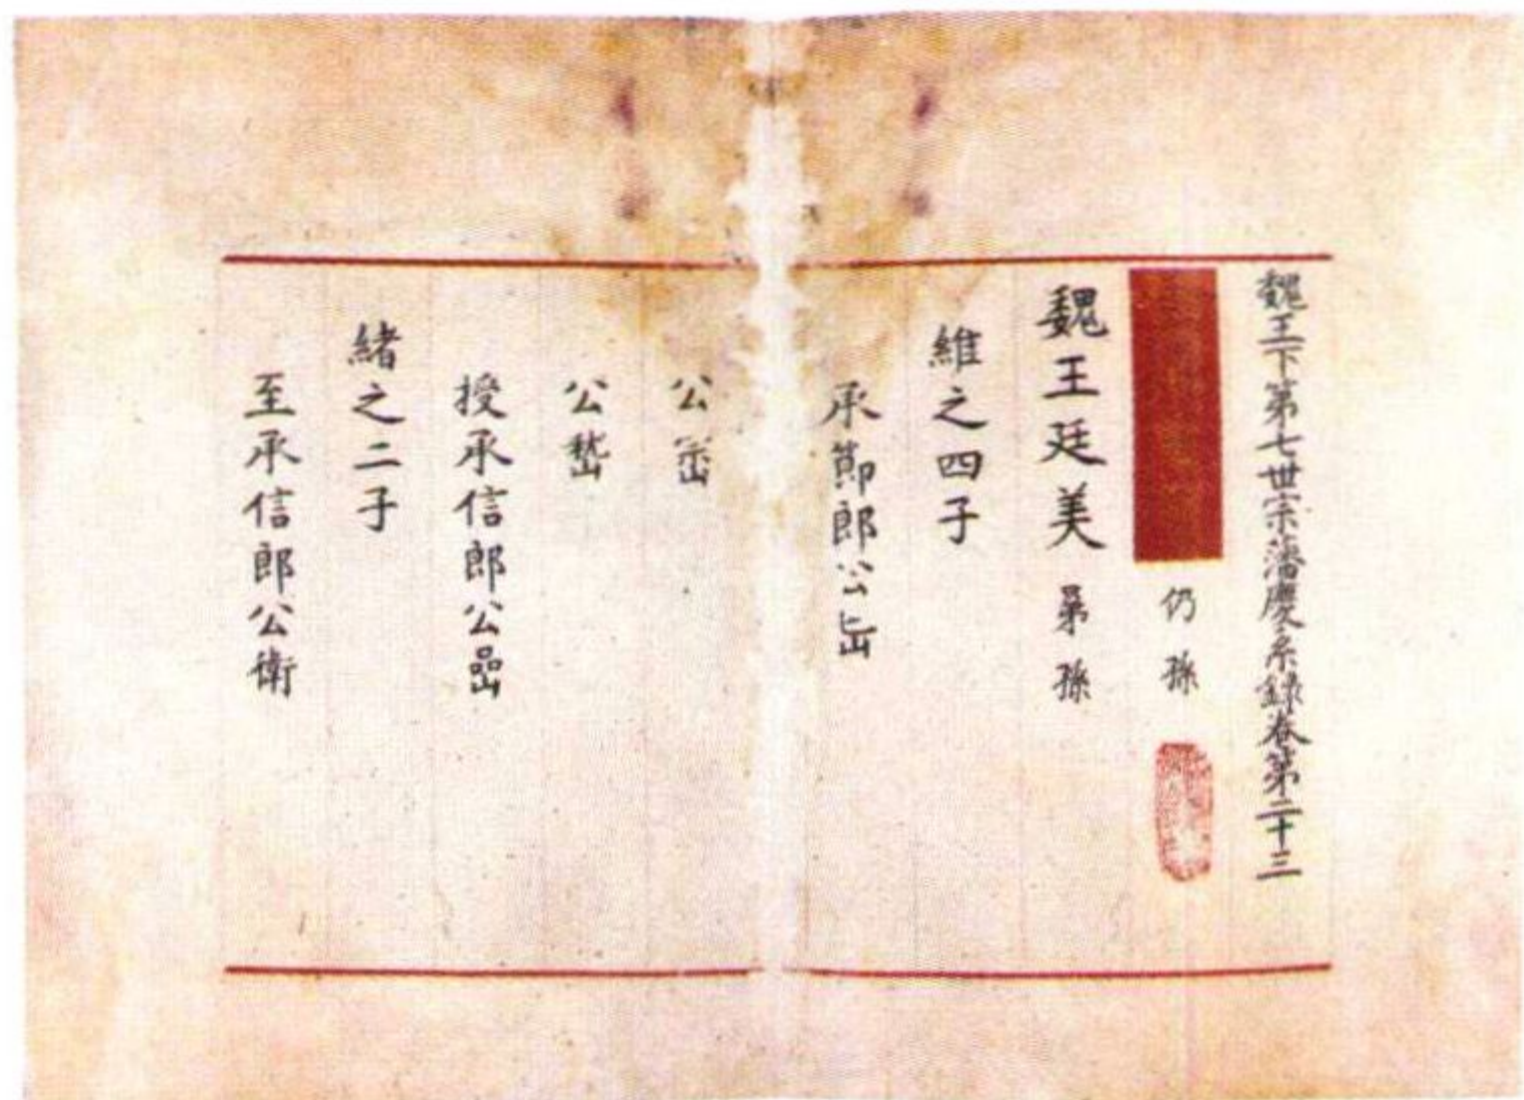 魏王下第七世宗藩慶系錄卷第二十三
仍孫
魏王廷美 弟孫
維之四子
承節郎公
公
公
授承信郎公嵒
緒之二子
至承信郎公衛